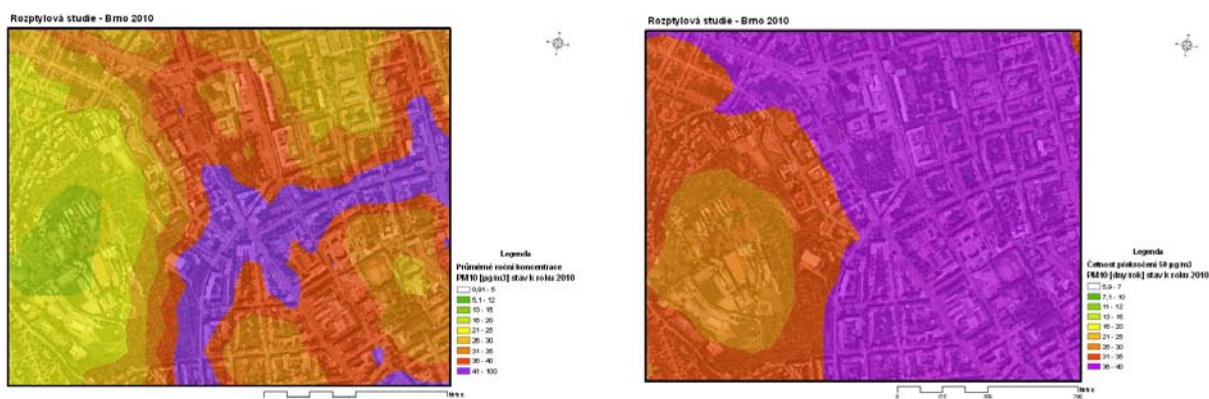 Rozptylová studie - Brno 2010
Legenda
Průměrné roční koncentrace
PM10 [µg/m3] stav k roku 2010
0,91 - 5
5,1 - 12
13 - 15
16 - 20
21 - 25
26 - 30
31 - 35
36 - 40
41 - 100
Rozptylová studie - Brno 2010
Legenda
Četnost překročení 50 µg/m3
PM10 [dny/rok] stav k roku 2010
5,9 - 7
7,1 - 10
11 - 12
13 - 15
16 - 20
21 - 25
26 - 30
31 - 35
36 - 40
0